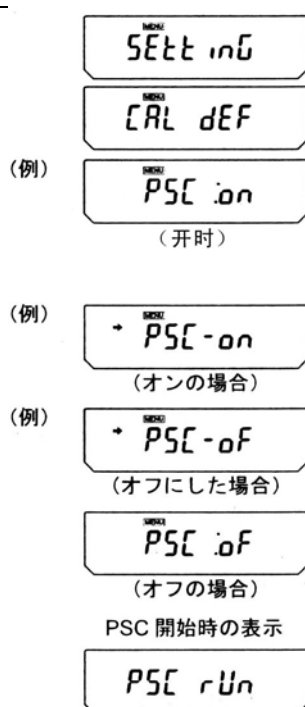 MENU
SEtt inG
MENU
CAL dEF
(例)
MENU
PSC :on
（开时）
(例)
MENU
➡ PSC-on
(オンの場合)
(例)
MENU
➡ PSC-oF
(オフにした場合)
MENU
PSC :oF
(オフの場合)
PSC 開始時の表示
PSC rUn